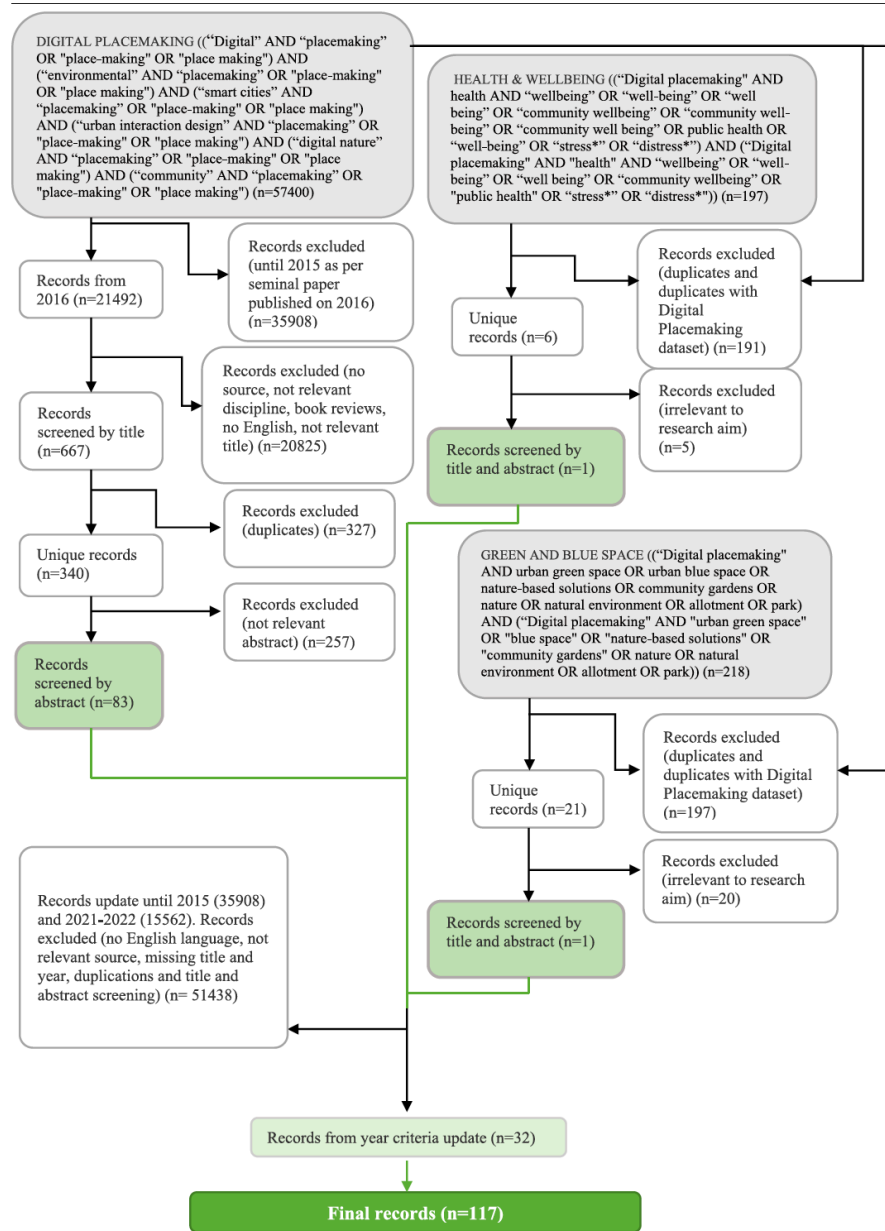 DIGITAL PLACEMAKING ((“Digital” AND “placemaking”
OR "place-making" OR "place making") AND
(“environmental” AND “placemaking” OR "place-making"
OR "place making") AND (“smart cities” AND
“placemaking” OR "place-making" OR "place making")
AND (“urban interaction design” AND “placemaking” OR
"place-making" OR "place making") AND (“digital nature”
AND “placemaking” OR "place-making" OR "place
making") AND (“community” AND “placemaking” OR
"place-making" OR "place making") (n=57400)
Records from
2016 (n=21492)
Records excluded
(until 2015 as per
seminal paper
published on 2016)
(n=35908)
Records
screened by title
(n=667)
Records excluded (no
source, not relevant
discipline, book reviews,
no English, not relevant
title) (n=20825)
Unique records
(n=340)
Records excluded
(duplicates) (n=327)
Records
screened by
abstract (n=83)
Records excluded
(not relevant
abstract) (n=257)
HEALTH & WELLBEING ((“Digital placemaking" AND
health AND “wellbeing” OR “well-being” OR “well
being” OR “community wellbeing” OR “community well-
being” OR “community well being” OR public health OR
“well-being” OR “stress*” OR “distress*”) AND (“Digital
placemaking" AND "health" AND “wellbeing” OR “well-
being” OR “well being” OR “community wellbeing” OR
"public health" OR “stress*” OR “distress*")) (n=197)
Unique
records (n=6)
Records excluded
(duplicates and
duplicates with
Digital
Placemaking
dataset) (n=191)
Records screened by
title and abstract (n=1)
Records excluded
(irrelevant to
research aim)
(n=5)
GREEN AND BLUE SPACE ((“Digital placemaking"
AND urban green space OR urban blue space OR
nature-based solutions OR community gardens OR
nature OR natural environment OR allotment OR park)
AND (“Digital placemaking" AND "urban green space"
OR "blue space" OR "nature-based solutions" OR
"community gardens" OR nature OR natural
environment OR allotment OR park)) (n=218)
Unique
records (n=21)
Records excluded
(duplicates and
duplicates with Digital
Placemaking dataset)
(n=197)
Records screened by
title and abstract (n=1)
Records excluded
(irrelevant to research
aim) (n=20)
Records update until 2015 (35908)
and 2021-2022 (15562). Records
excluded (no English language, not
relevant source, missing title and
year, duplications and title and
abstract screening) (n= 51438)
Records from year criteria update (n=32)
Final records (n=117)